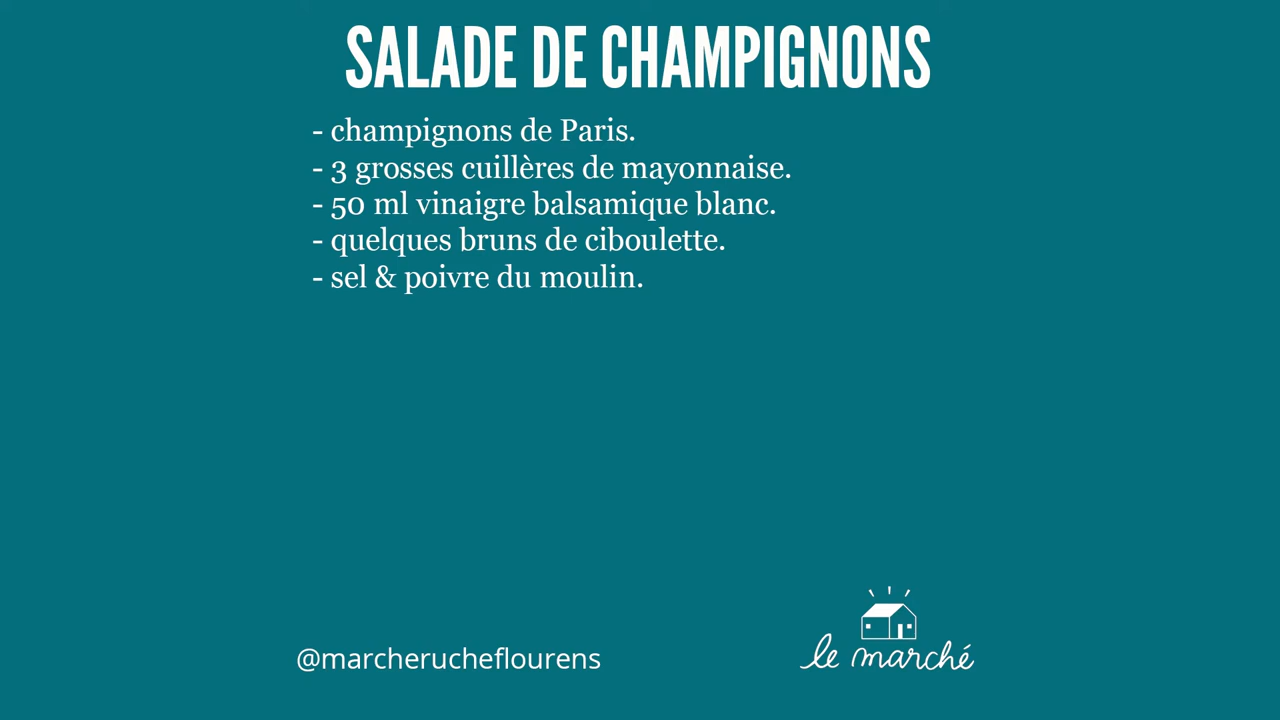 SALADE DE CHAMPIGNONS
- champignons de Paris.
- 3 grosses cuillères de mayonnaise.
- 50 ml vinaigre balsamique blanc.
- quelques bruns de ciboulette.
- sel & poivre du moulin.
@marcherucheflourens
le marché